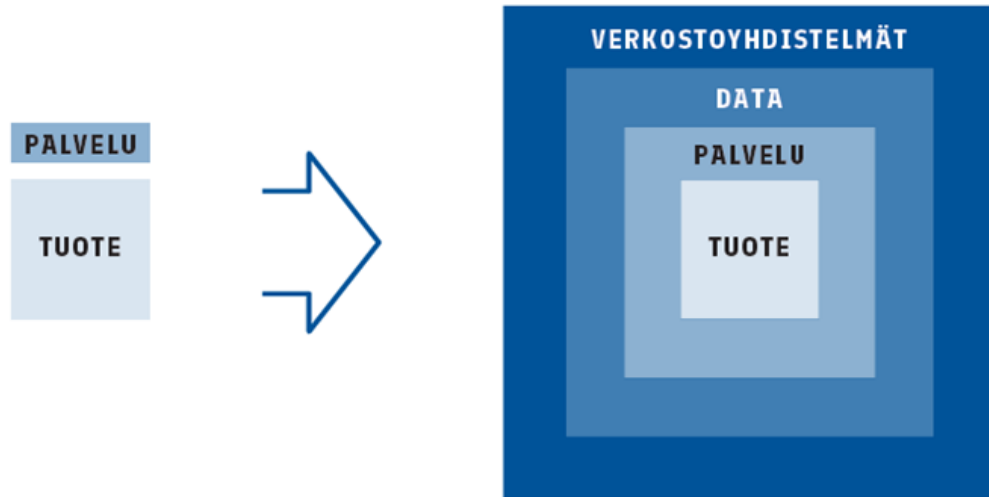 PALVELU
TUOTE
VERKOSTOYHDISTELMÄT
DATA
PALVELU
TUOTE